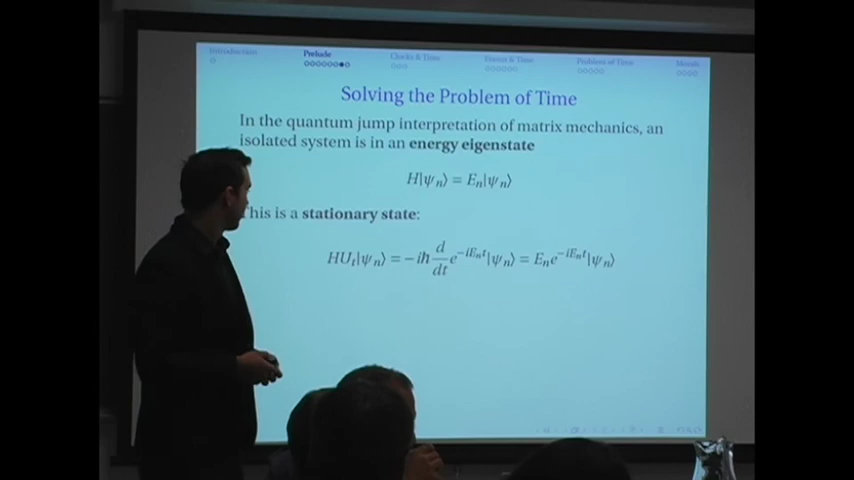 Introduction Prelude Clocks & Time Events & Time Problem of Time Morals
Solving the Problem of Time
In the quantum jump interpretation of matrix mechanics, an
isolated system is in an energy eigenstate
H|ψₙ⟩ = Eₙ|ψₙ⟩
his is a stationary state:
HUₜ|ψₙ⟩ = −iℏ d/dt e^{−iEₙt}|ψₙ⟩ = Eₙe^{−iEₙt}|ψₙ⟩